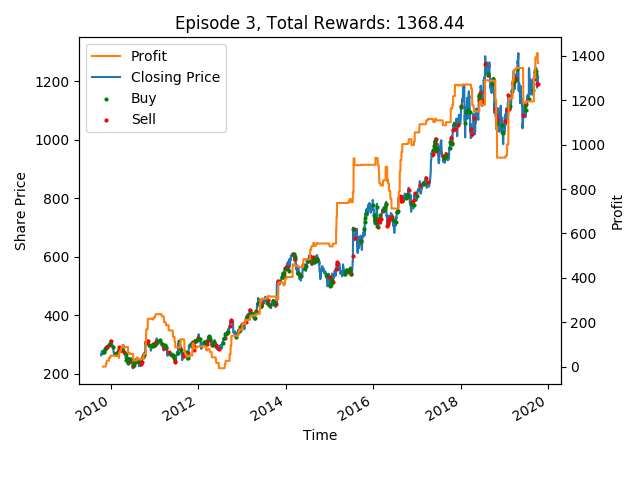 Episode 3, Total Rewards: 1368.44
Profit
Closing Price
Buy
Sell
Share Price
1200
1000
800
600
400
200
1400
1200
1000
800
600
400
200
0
Profit
2010
2012
2014
2016
2018
2020
Time